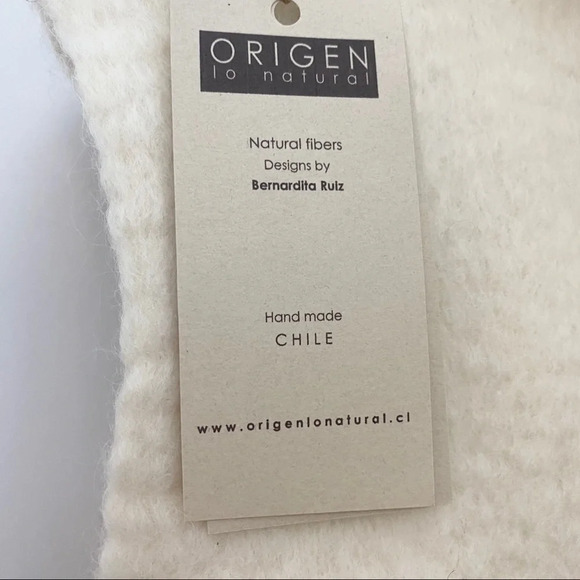 ORIGEN
lo natural
Natural fibers
Designs by
Bernardita Ruiz
Hand made
CHILE
www.origenlonatural.cl